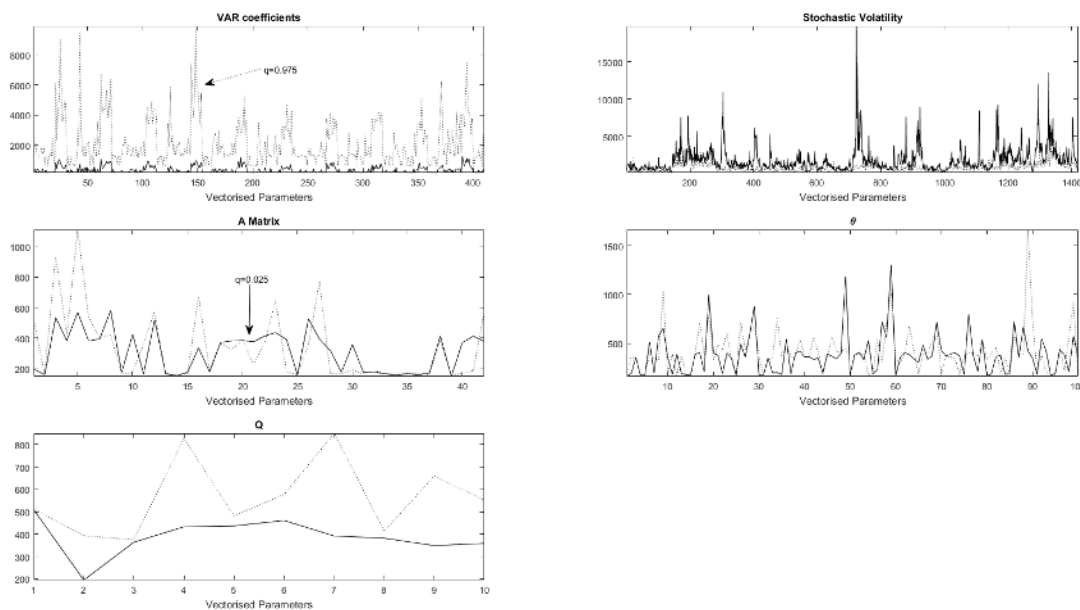 VAR coefficients
8000
6000
4000
2000
q=0.975
50 100 150 200 250 300 350 400
Vectorised Parameters
Stochastic Volatility
15000
10000
5000
200 400 600 800 1000 1200 1400
Vectorised Parameters
A Matrix
1000
800
600
400
200
q=0.025
5 10 15 20 25 30 35 40
Vectorised Parameters
θ
1500
1000
500
10 20 30 40 50 60 70 80 90 100
Vectorised Parameters
Q
800
700
600
500
400
300
200
1 2 3 4 5 6 7 8 9 10
Vectorised Parameters